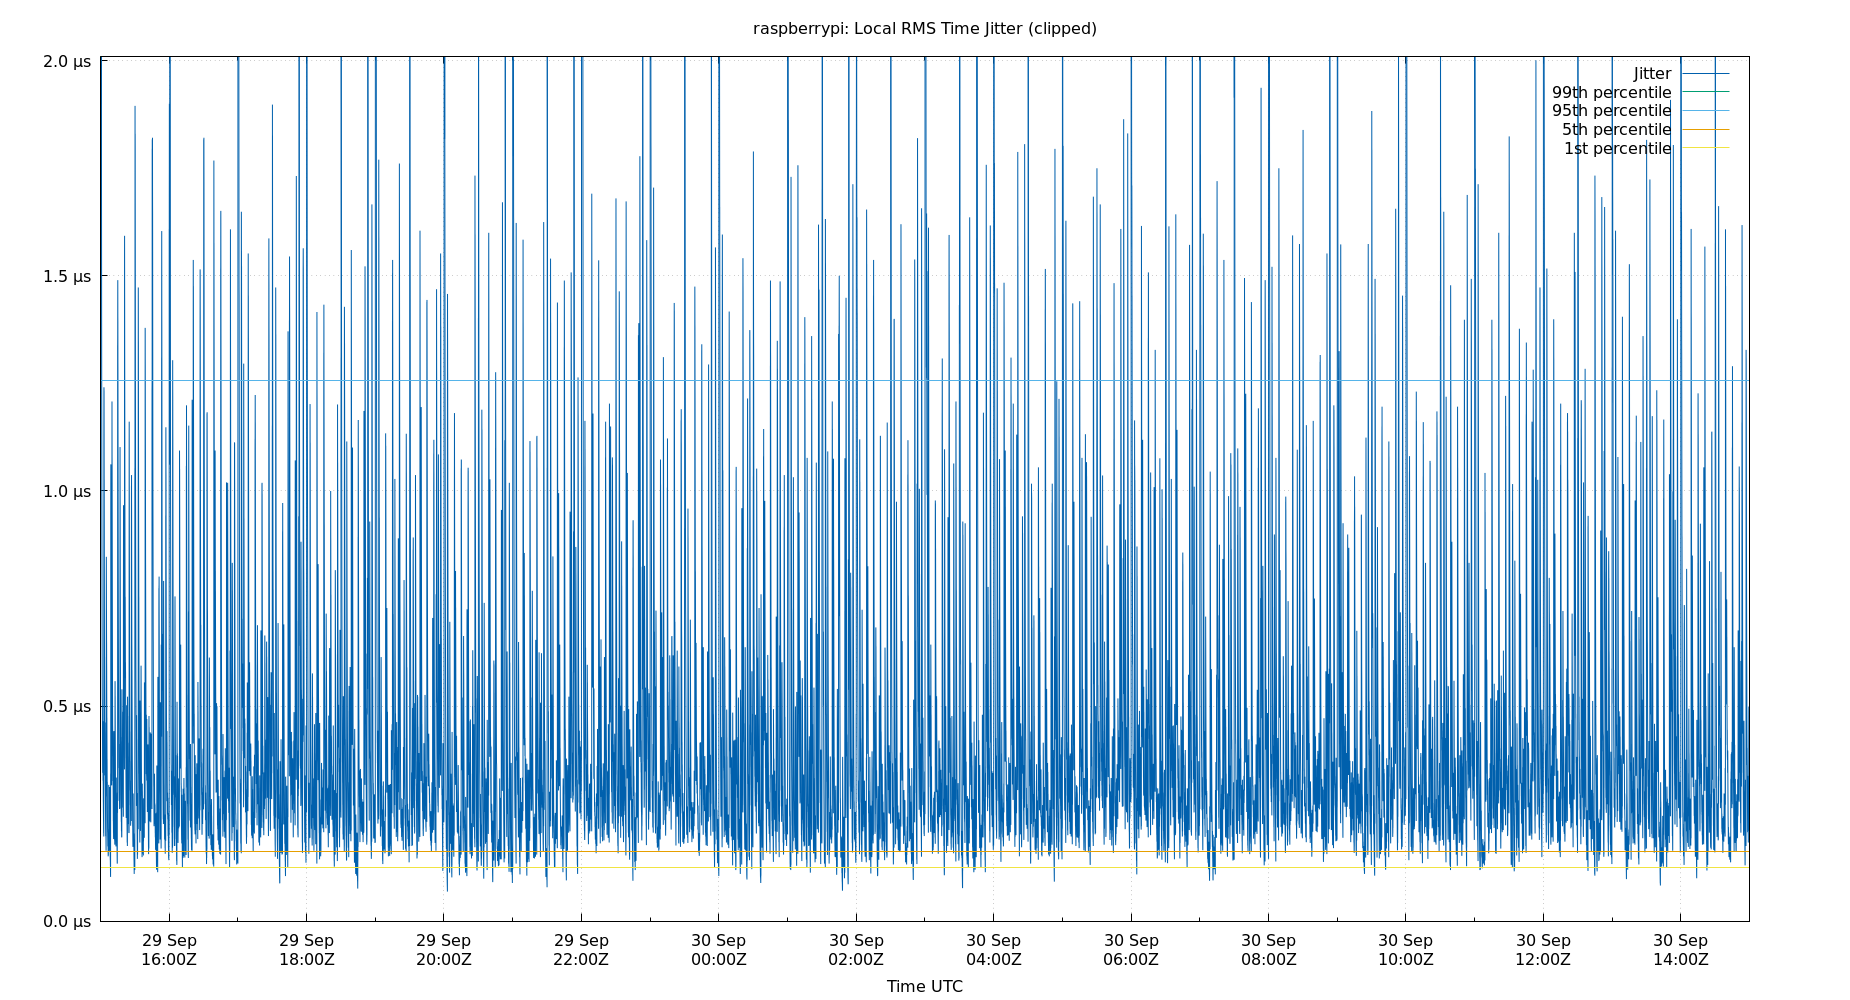 raspberrypi: Local RMS Time Jitter (clipped)
2.0 µs
1.5 µs
1.0 µs
0.5 µs
0.0 µs
Jitter
99th percentile
95th percentile
5th percentile
1st percentile
29 Sep
16:00Z
29 Sep
18:00Z
29 Sep
20:00Z
29 Sep
22:00Z
30 Sep
00:00Z
30 Sep
02:00Z
30 Sep
04:00Z
30 Sep
06:00Z
30 Sep
08:00Z
30 Sep
10:00Z
30 Sep
12:00Z
30 Sep
14:00Z
Time UTC